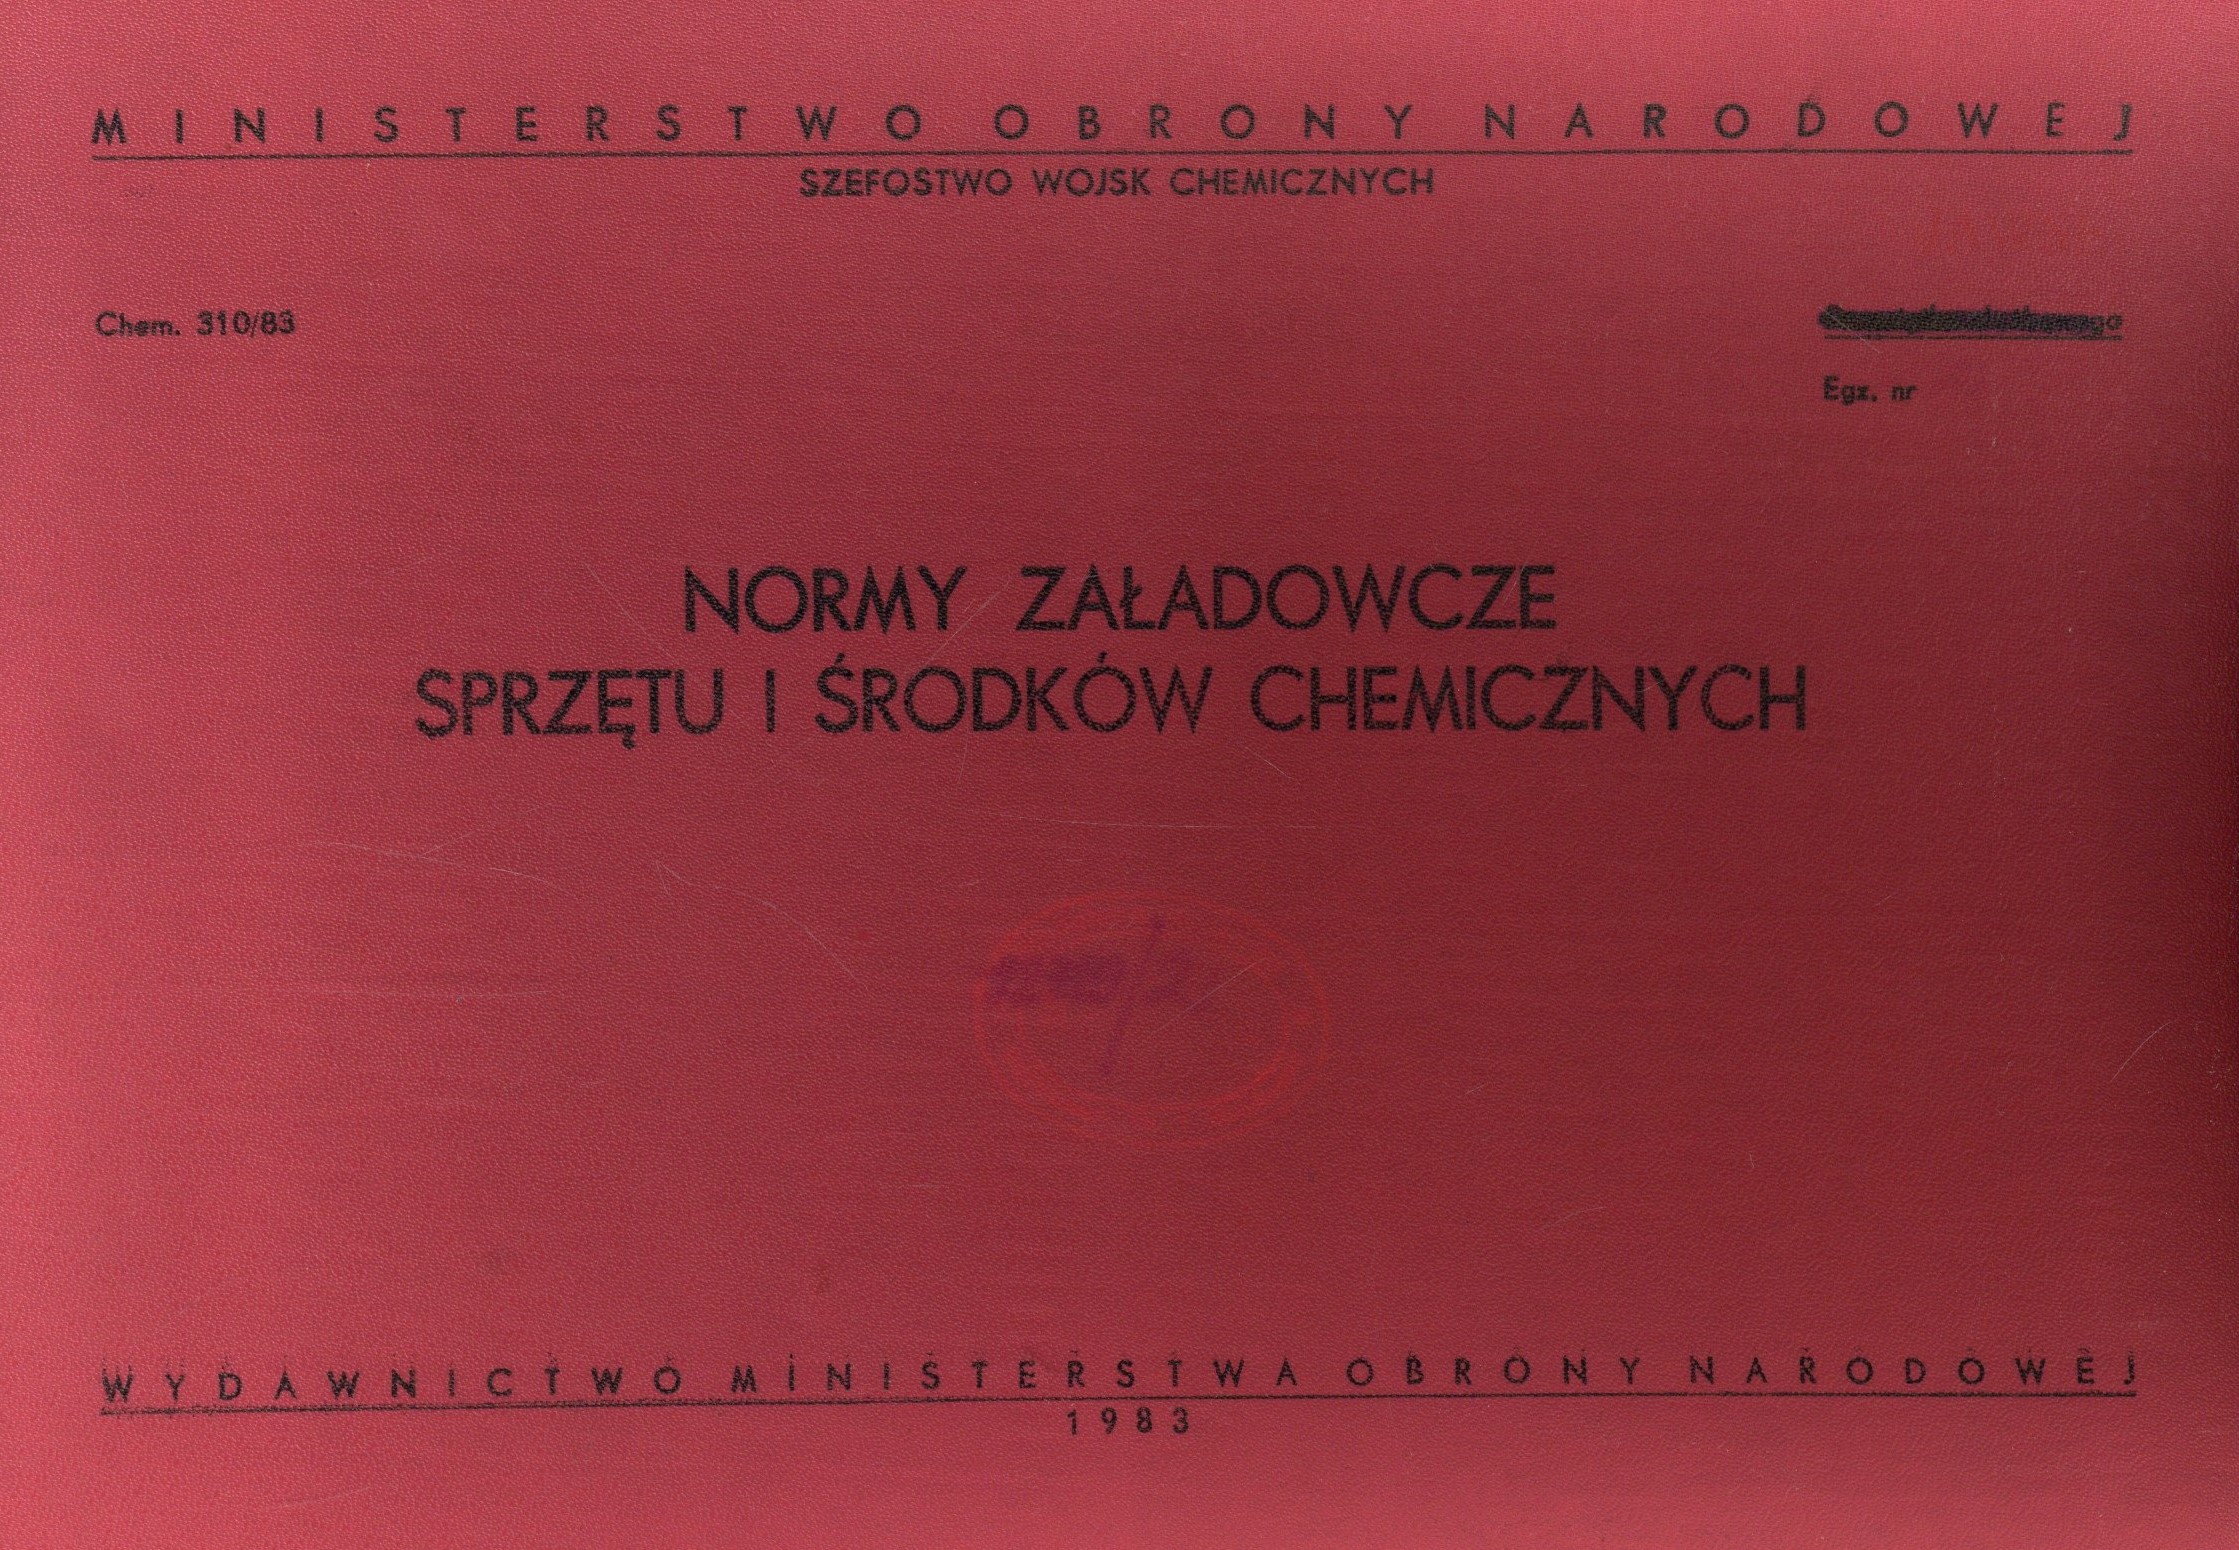 MINISTERSTWO OBRONY NARODOWEJ
SZEFOSTWO WOJSK CHEMICZNYCH
Chem. 310/83
Egz. nr
NORMY ZAŁADOWCZE
SPRZĘTU I ŚRODKÓW CHEMICZNYCH
WYDAWNICTWO MINISTERSTWA OBRONY NARODOWEJ
1983